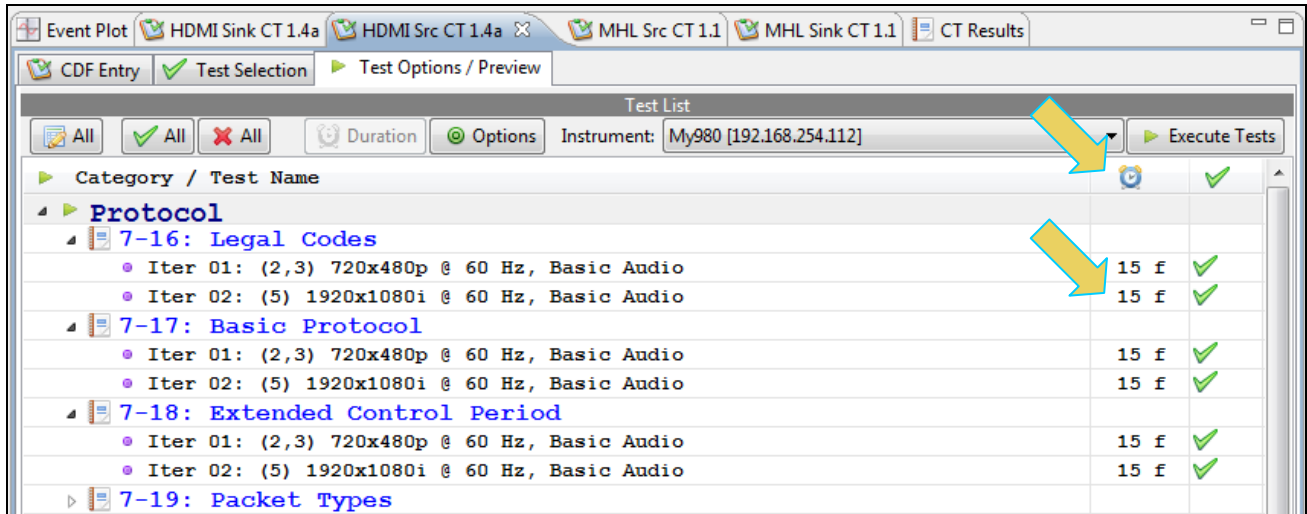 Event Plot HDMI Sink CT 1.4a HDMI Src CT 1.4a MHL Src CT 1.1 MHL Sink CT 1.1 CT Results
CDF Entry Test Selection Test Options / Preview
Test List
All All All Duration Options Instrument: My980 [192.168.254.112] Execute Tests
Category / Test Name
Protocol
7-16: Legal Codes
Iter 01: (2,3) 720x480p @ 60 Hz, Basic Audio 15 f
Iter 02: (5) 1920x1080i @ 60 Hz, Basic Audio 15 f
7-17: Basic Protocol
Iter 01: (2,3) 720x480p @ 60 Hz, Basic Audio 15 f
Iter 02: (5) 1920x1080i @ 60 Hz, Basic Audio 15 f
7-18: Extended Control Period
Iter 01: (2,3) 720x480p @ 60 Hz, Basic Audio 15 f
Iter 02: (5) 1920x1080i @ 60 Hz, Basic Audio 15 f
7-19: Packet Types